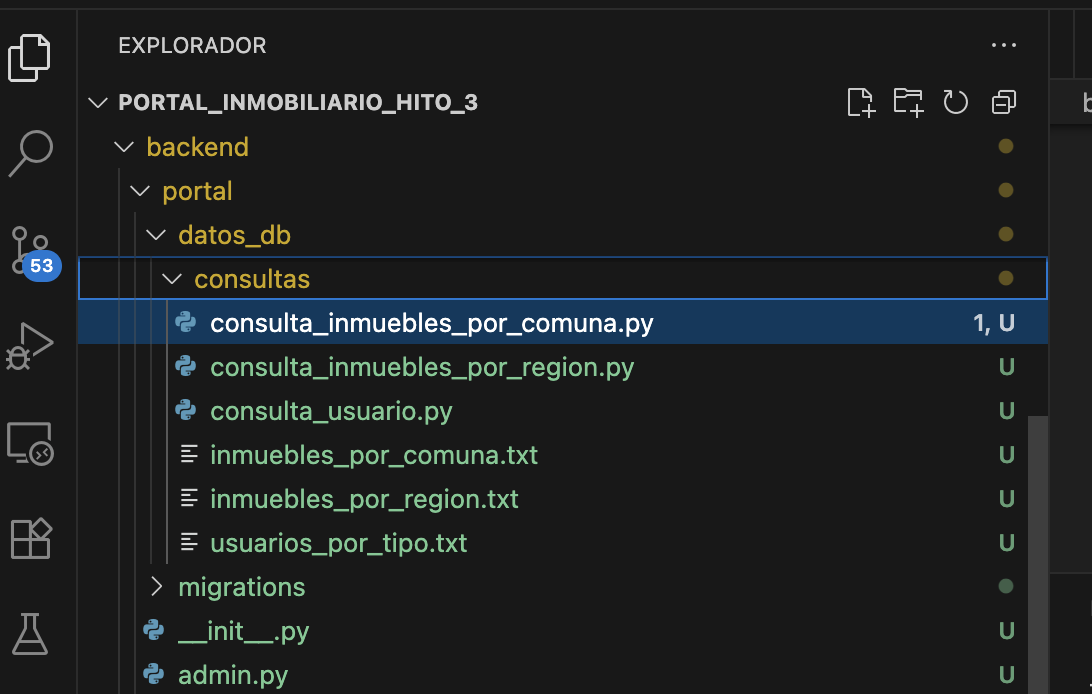 EXPLORADOR
PORTAL_INMOBILIARIO_HITO_3
backend
portal
datos_db
53
consultas
consulta_inmuebles_por_comuna.py 1, U
consulta_inmuebles_por_region.py U
consulta_usuario.py U
inmuebles_por_comuna.txt U
inmuebles_por_region.txt U
usuarios_por_tipo.txt U
migrations
__init__.py U
admin.py U